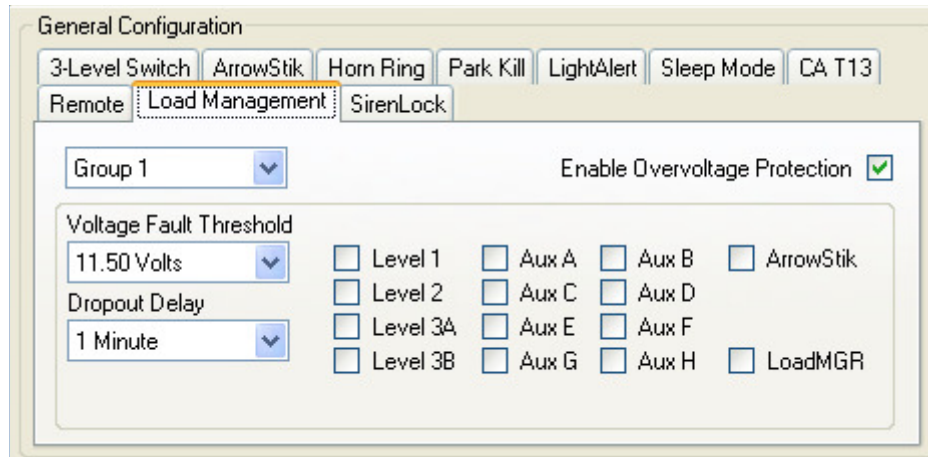 General Configuration
3-Level Switch ArrowStik Horn Ring Park Kill LightAlert Sleep Mode CA T13
Remote Load Management SirenLock
Group 1 Enable Overvoltage Protection
Voltage Fault Threshold
11.50 Volts Level 1 Aux A Aux B ArrowStik
Level 2 Aux C Aux D
Dropout Delay
1 Minute Level 3A Aux E Aux F
Level 3B Aux G Aux H LoadMGR